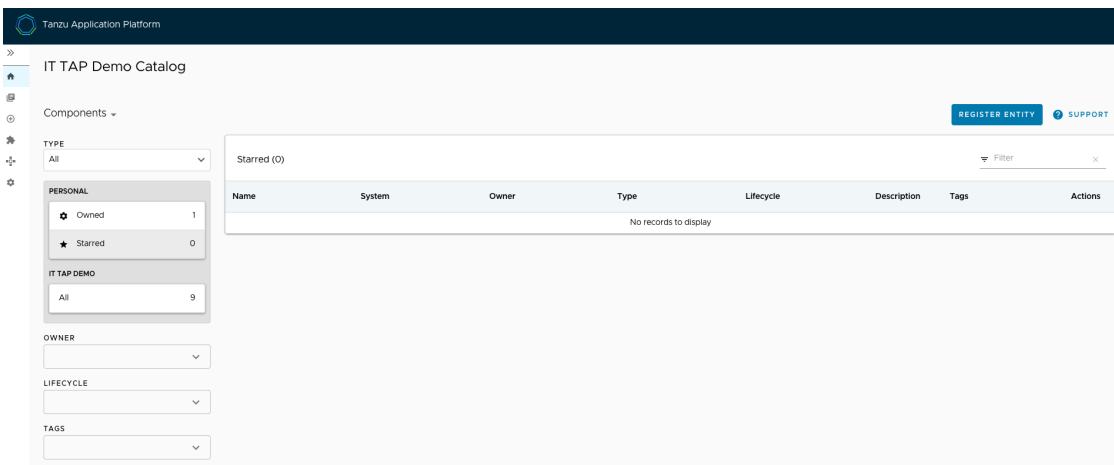 Tanzu Application Platform
IT TAP Demo Catalog
Components
REGISTER ENTITY
SUPPORT
TYPE
All
PERSONAL
Owned 1
Starred 0
IT TAP DEMO
All 9
OWNER
LIFECYCLE
TAGS
Starred (0)
Filter
Name System Owner Type Lifecycle Description Tags Actions
No records to display